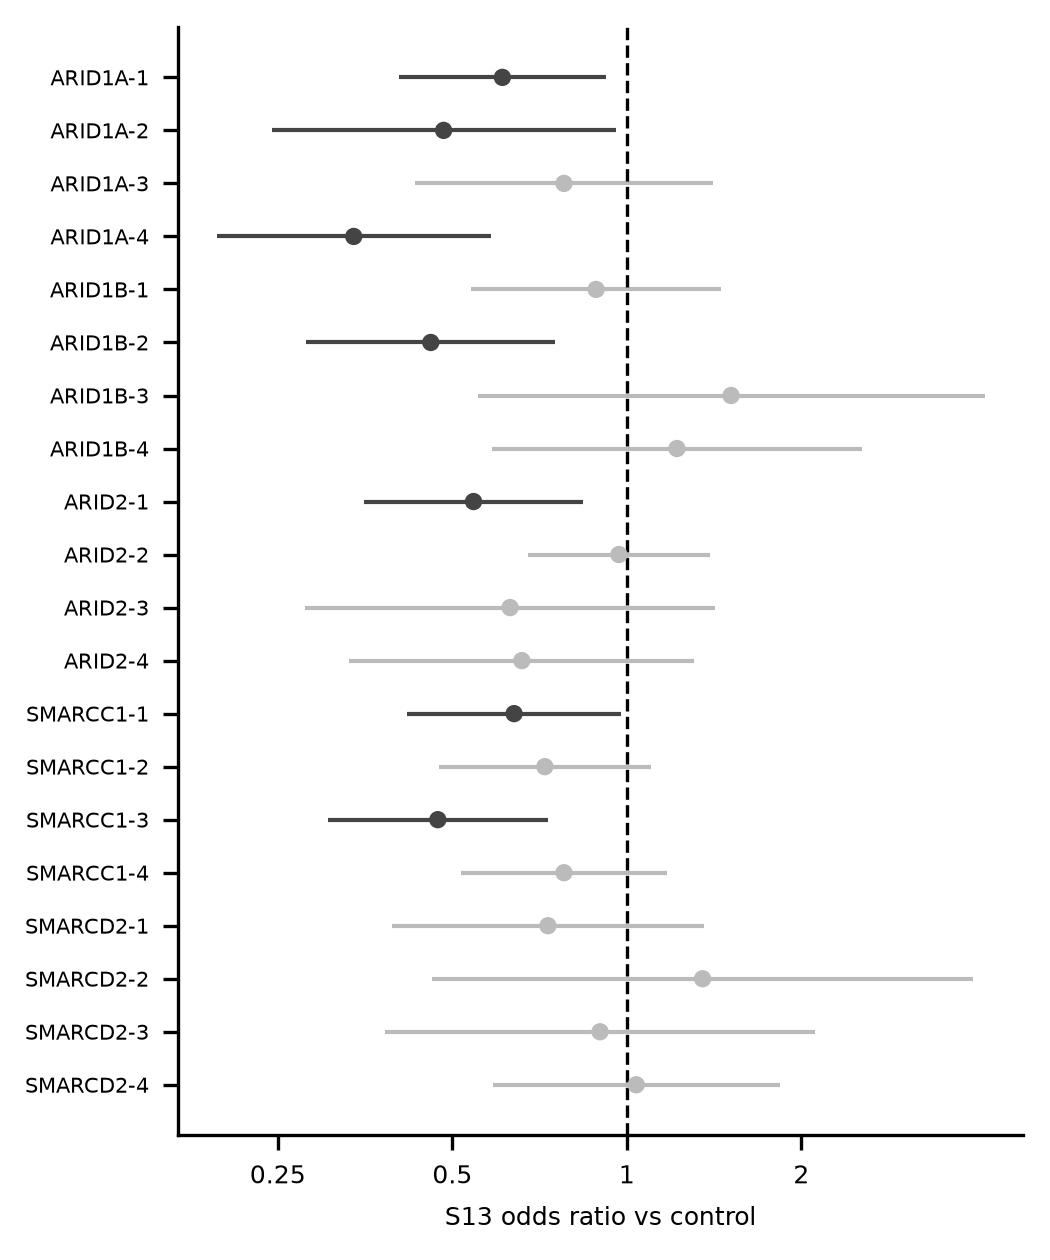 ARID1A-1
ARID1A-2
ARID1A-3
ARID1A-4
ARID1B-1
ARID1B-2
ARID1B-3
ARID1B-4
ARID2-1
ARID2-2
ARID2-3
ARID2-4
SMARCC1-1
SMARCC1-2
SMARCC1-3
SMARCC1-4
SMARCD2-1
SMARCD2-2
SMARCD2-3
SMARCD2-4
0.25 0.5 1 2
S13 odds ratio vs control